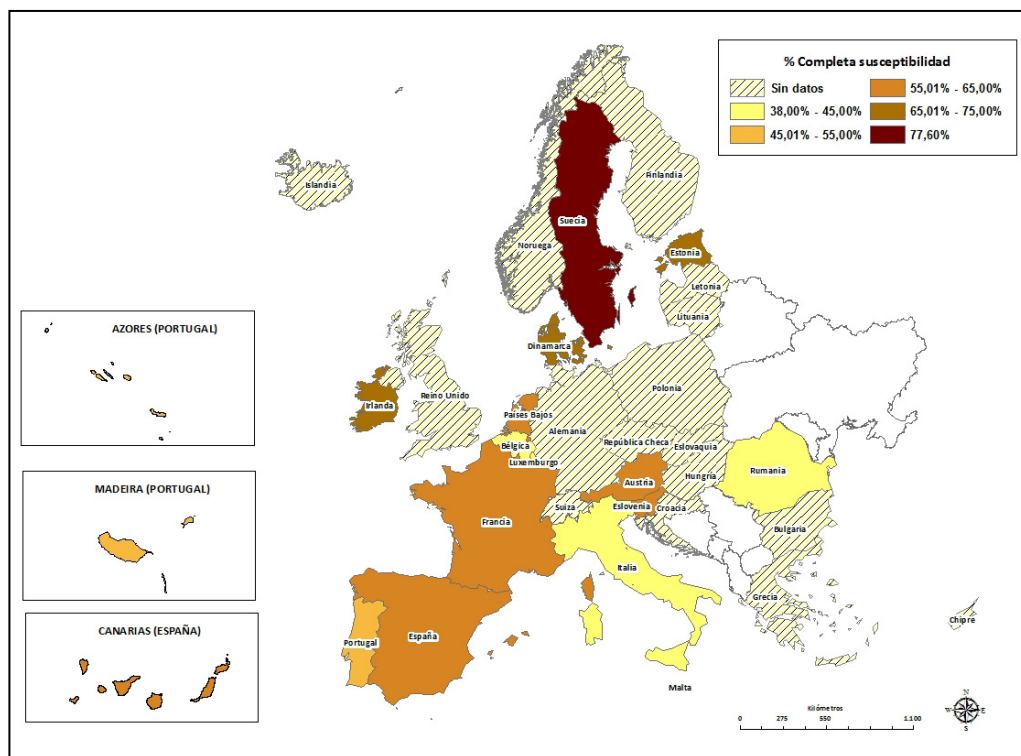 % Completa susceptibilidad
Sin datos
38,00% - 45,00%
45,01% - 55,00%
55,01% - 65,00%
65,01% - 75,00%
77,60%
Islandia
Finlandia
Suecia
Noruega
Estonia
Letonia
Lituania
Dinamarca
Irlanda
Reino Unido
Paises Bajos
Polonia
Alemania
Bélgica
Luxemburgo
República Checa
Eslovaquia
Hungría
Austria
Suiza
Eslovenia
Croacia
Rumanía
Bulgaria
Francia
Italia
Grecia
Chipre
Portugal
España
Malta
AZORES (PORTUGAL)
MADEIRA (PORTUGAL)
CANARIAS (ESPAÑA)
Kilómetros
0 275 550 1.100
N
W E
S